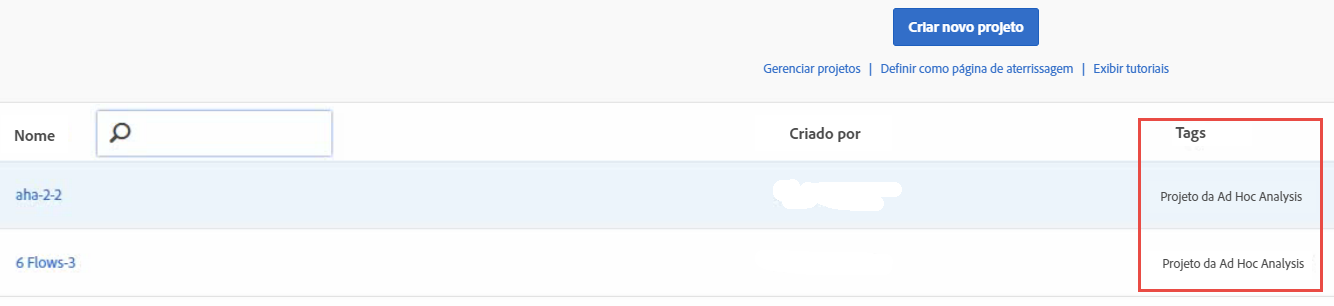 Criar novo projeto
Gerenciar projetos | Definir como página de aterrissagem | Exibir tutoriais
Nome Criado por Tags
aha-2-2 Projeto da Ad Hoc Analysis
6 Flows-3 Projeto da Ad Hoc Analysis